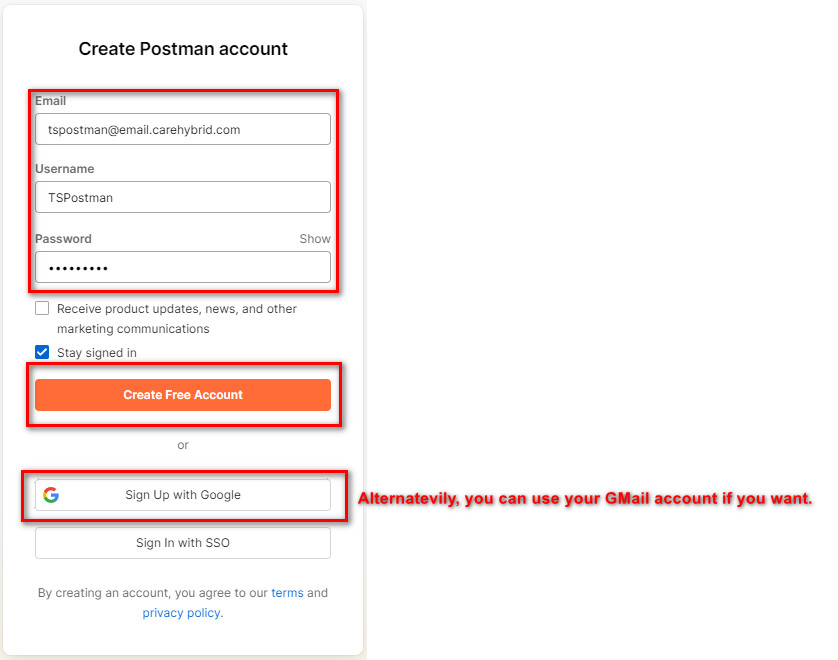 Create Postman account
Email
tspostman@email.carehybrid.com
Username
TSPostman
Password Show
•••••••••
Receive product updates, news, and other
marketing communications
Stay signed in
Create Free Account
or
Sign Up with Google
Alternatevily, you can use your GMail account if you want.
Sign In with SSO
By creating an account, you agree to our terms and
privacy policy.